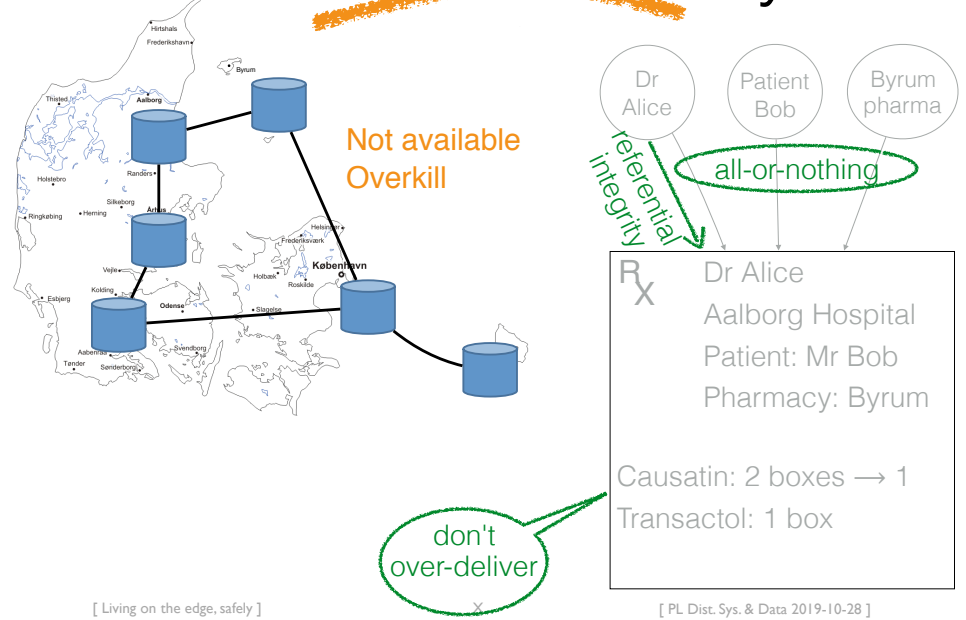 Hirtshals
Frederikshavn
Byrum
Thisted
Aalborg
Holstebro
Randers
Silkeborg
Århus
Ringkøbing
Herning
Vejle
Kolding
Esbjerg
Odense
Aabenraa
Tønder
Sønderborg
Svendborg
Slagelse
Holbæk
Roskilde
Frederiksværk
Helsingør
København
Not available
Overkill
Dr
Alice
Patient
Bob
Byrum
pharma
referential
integrity
all-or-nothing
Rx
Dr Alice
Aalborg Hospital
Patient: Mr Bob
Pharmacy: Byrum
Causatin: 2 boxes → 1
Transactol: 1 box
don't
over-deliver
[ Living on the edge, safely ]
x
[ PL Dist. Sys. & Data 2019-10-28 ]